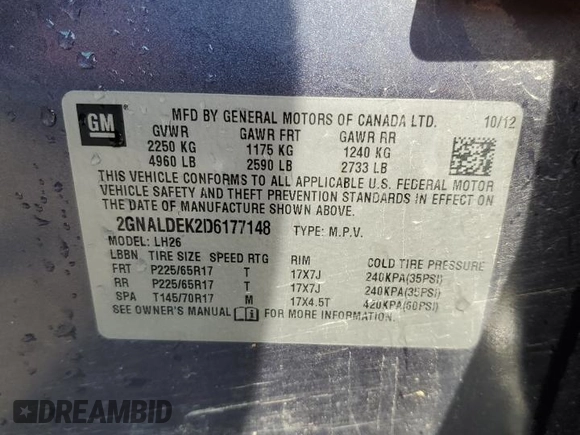 GM
MFD BY GENERAL MOTORS OF CANADA LTD. 10/12
GVWR GAWR FRT GAWR RR
2250 KG 1175 KG 1240 KG
4960 LB 2590 LB 2733 LB
THIS VEHICLE CONFORMS TO ALL APPLICABLE U.S. FEDERAL MOTOR
VEHICLE SAFETY AND THEFT PREVENTION STANDARDS IN EFFECT ON
THE DATE OF MANUFACTURE SHOWN ABOVE.
2GNALDEK2D6177148 TYPE: M.P.V.
MODEL: LH26
LBBN TIRE SIZE SPEED RTG RIM COLD TIRE PRESSURE
FRT P225/65R17 T 17X7J 240KPA(35PSI)
RR P225/65R17 T 17X7J 240KPA(35PSI)
SPA T145/70R17 M 17X4.5T 420KPA(60PSI)
SEE OWNER'S MANUAL FOR MORE INFORMATION.
DREAMBID